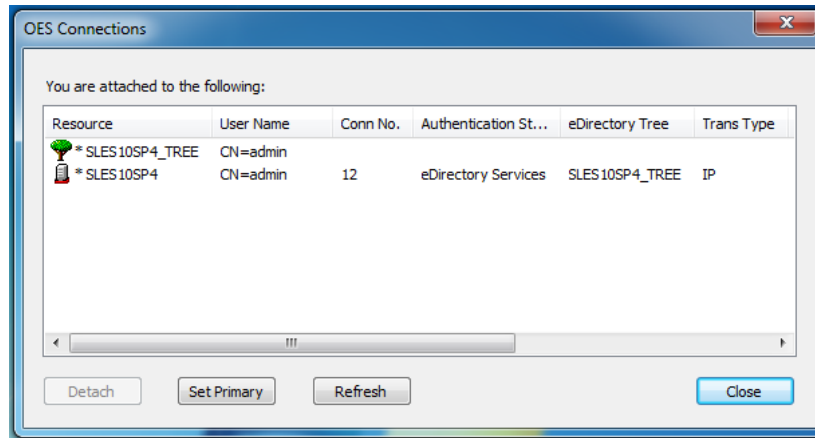 OES Connections
You are attached to the following:
Resource User Name Conn No. Authentication St... eDirectory Tree Trans Type
* SLES10SP4_TREE CN=admin
* SLES10SP4 CN=admin 12 eDirectory Services SLES10SP4_TREE IP
Detach Set Primary Refresh Close